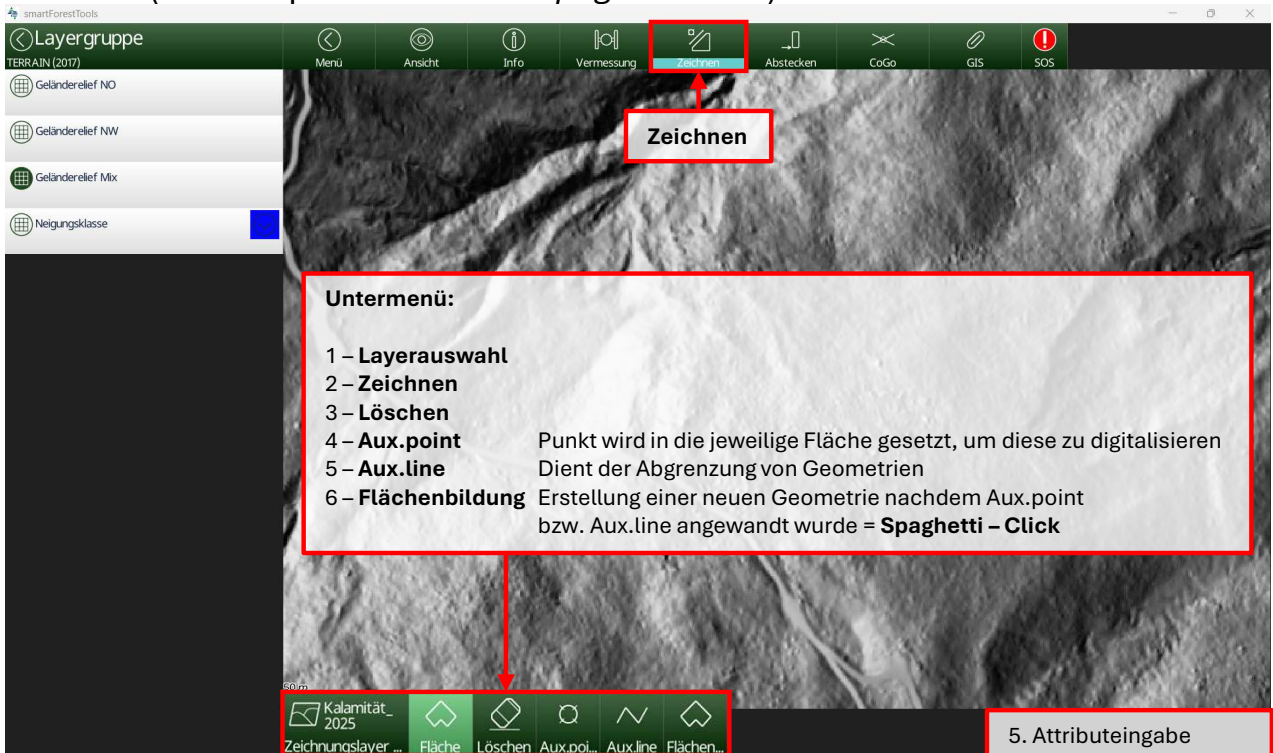 smartForestTools
Layergruppe
TERRAIN (2017)
Menü Ansicht Info Vermessung Zeichnen Abstecken CoGo GIS SOS
Geländerelief NO
Geländerelief NW
Geländerelief Mix
Neigungsklasse
Zeichnen
Untermenü:
1 – Layerauswahl
2 – Zeichnen
3 – Löschen
4 – Aux.point Punkt wird in die jeweilige Fläche gesetzt, um diese zu digitalisieren
5 – Aux.line Dient der Abgrenzung von Geometrien
6 – Flächenbildung Erstellung einer neuen Geometrie nachdem Aux.point
bzw. Aux.line angewandt wurde = Spaghetti – Click
Kalamität_
2025
Zeichnungslayer ... Fläche Löschen Aux.poi... Aux.line Flächen...
5. Attributeingabe